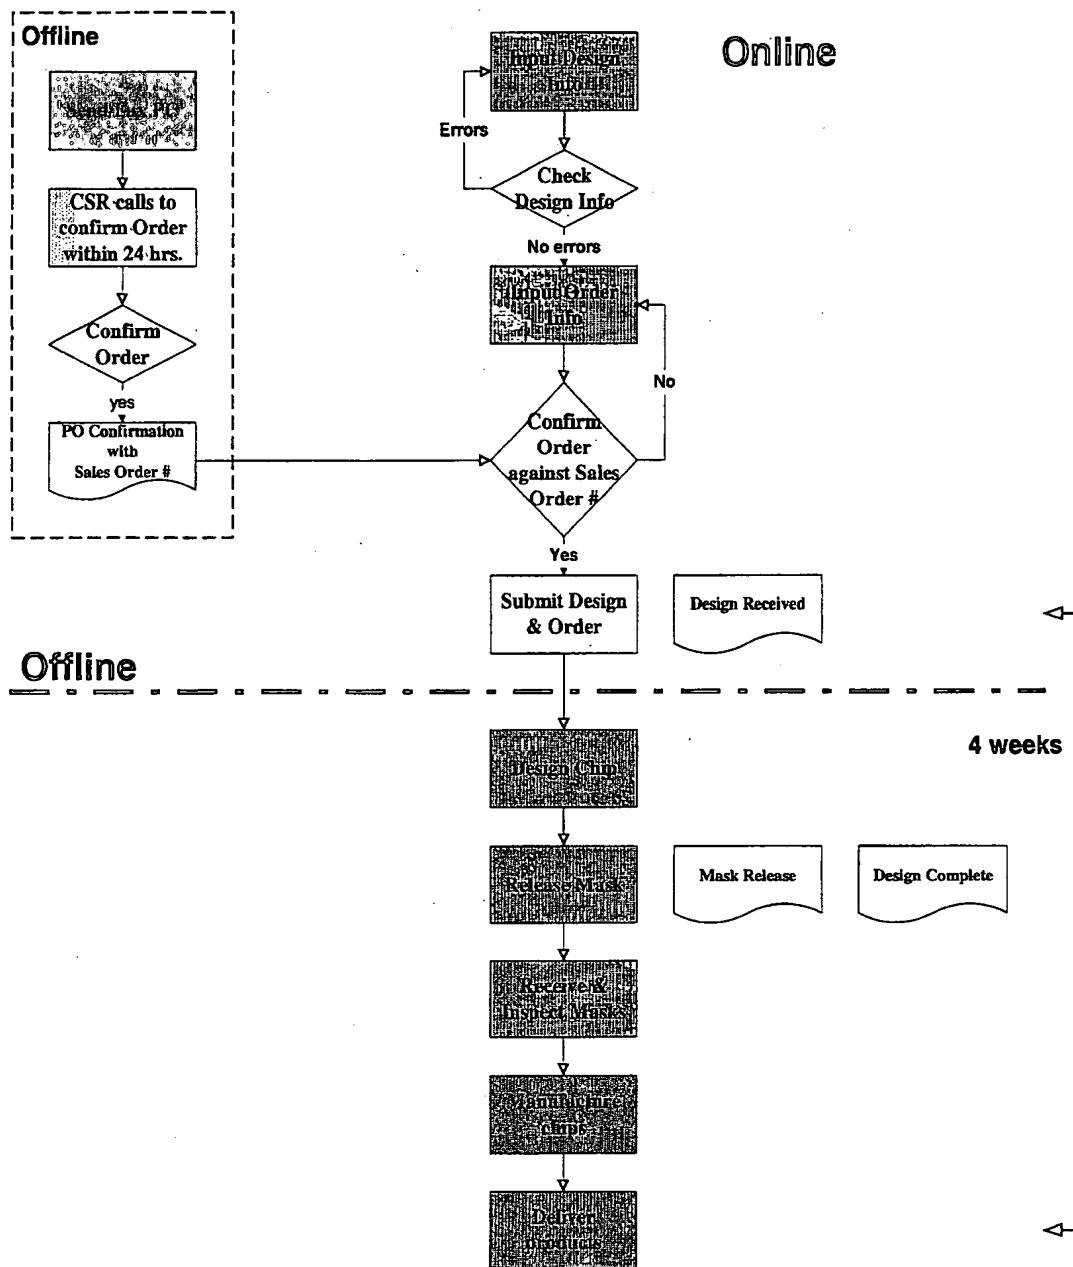 Offline
Send/Fax
CSR calls to
confirm Order
within 24 hrs.
Confirm
Order
yes
PO Confirmation
with
Sales Order #
Online
Input Design
Info
Errors
Check
Design Info
No errors
Input Order
Info
No
Confirm
Order
against Sales
Order #
Yes
Submit Design
& Order
Design Received
Offline
4 weeks
Design Chip
Release Mask
Mask Release
Design Complete
Receive &
Inspect Masks
Manufacture
chips
Deliver
products